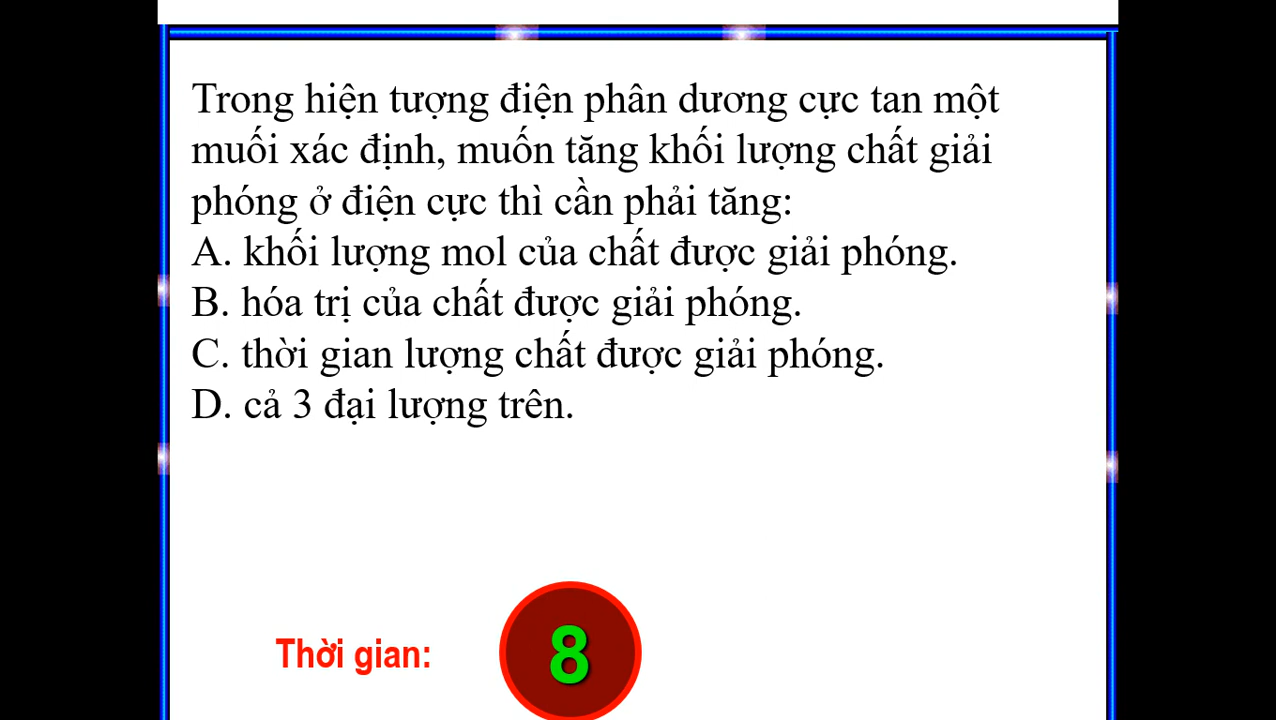 Trong hiện tượng điện phân dương cực tan một
muối xác định, muốn tăng khối lượng chất giải
phóng ở điện cực thì cần phải tăng:
A. khối lượng mol của chất được giải phóng.
B. hóa trị của chất được giải phóng.
C. thời gian lượng chất được giải phóng.
D. cả 3 đại lượng trên.
Thời gian: 8